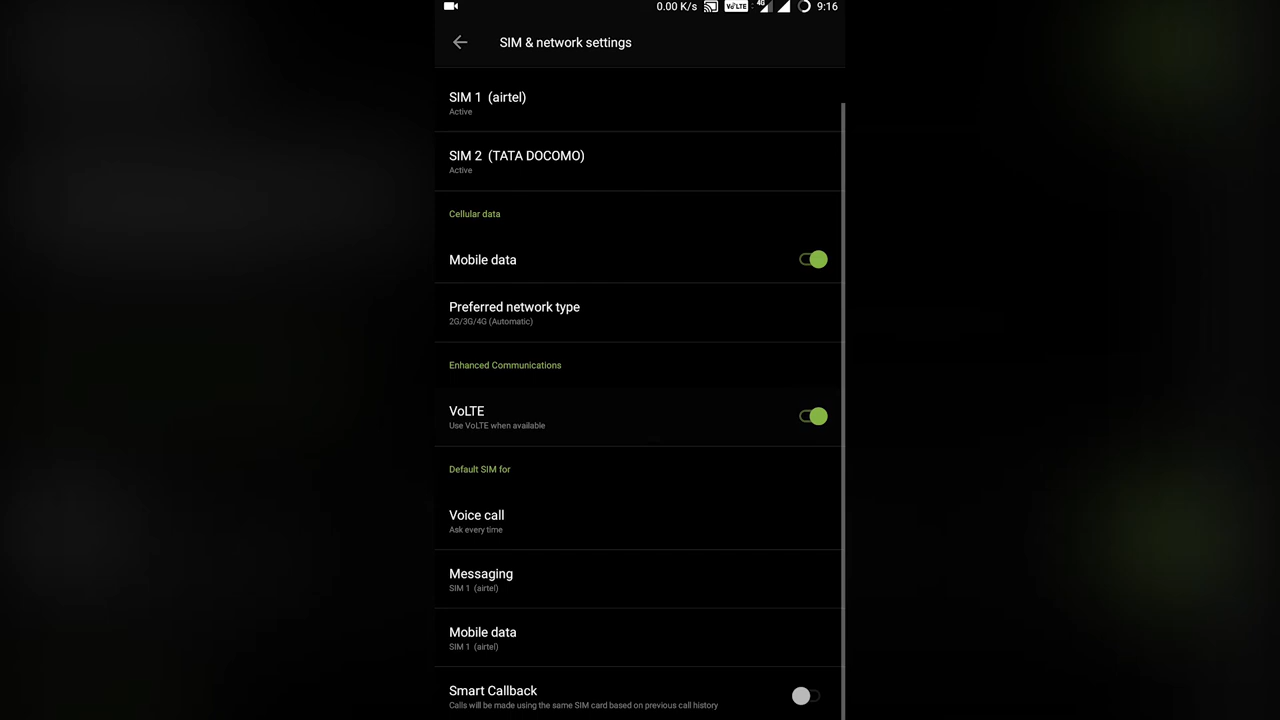 0.00 K/s VoLTE 4G 9:16
SIM & network settings
SIM 1 (airtel)
Active
SIM 2 (TATA DOCOMO)
Active
Cellular data
Mobile data
Preferred network type
2G/3G/4G (Automatic)
Enhanced Communications
VoLTE
Use VoLTE when available
Default SIM for
Voice call
Ask every time
Messaging
SIM 1 (airtel)
Mobile data
SIM 1 (airtel)
Smart Callback
Calls will be made using the same SIM card based on previous call history